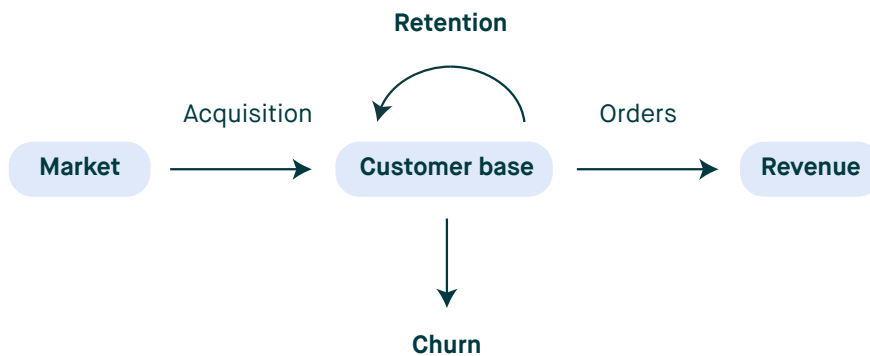 Retention
Acquisition
Orders
Market
Customer base
Revenue
Churn